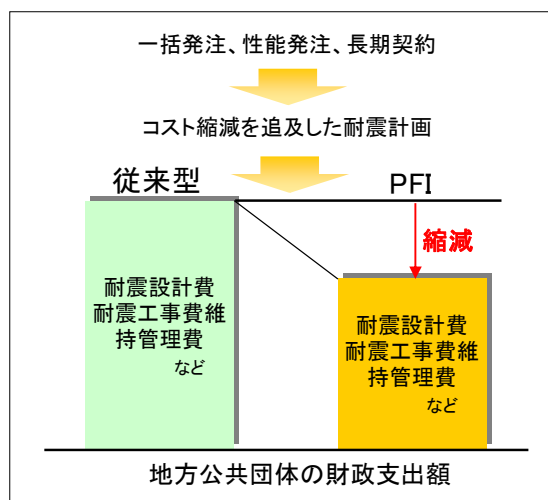 一括発注、性能発注、長期契約
コスト縮減を追及した耐震計画
従来型
PFI
縮減
耐震設計費
耐震工事費維
持管理費
など
耐震設計費
耐震工事費維
持管理費
など
地方公共団体の財政支出額